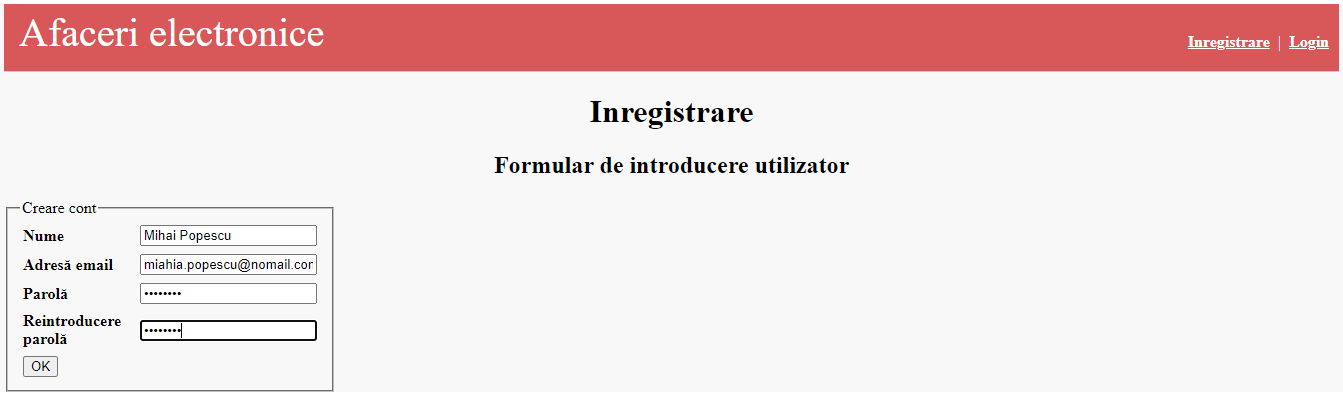 Afaceri electronice
Inregistrare | Login
Inregistrare
Formular de introducere utilizator
Creare cont
Nume Mihai Popescu
Adresă email miahia.popescu@nomail.cor
Parolă ••••••••
Reintroducere
parolă ••••••••
OK